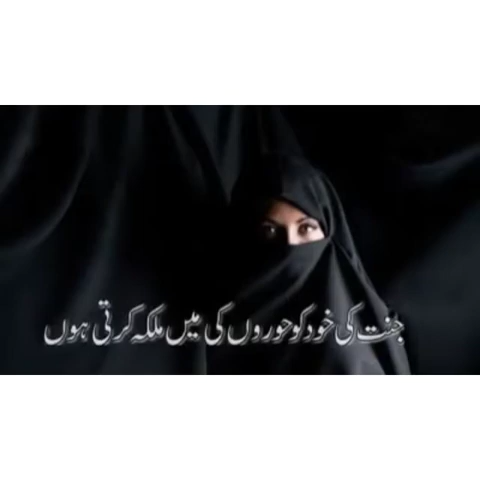 جنت کی خود کو حوروں کی میں ملکہ کرتی ہوں